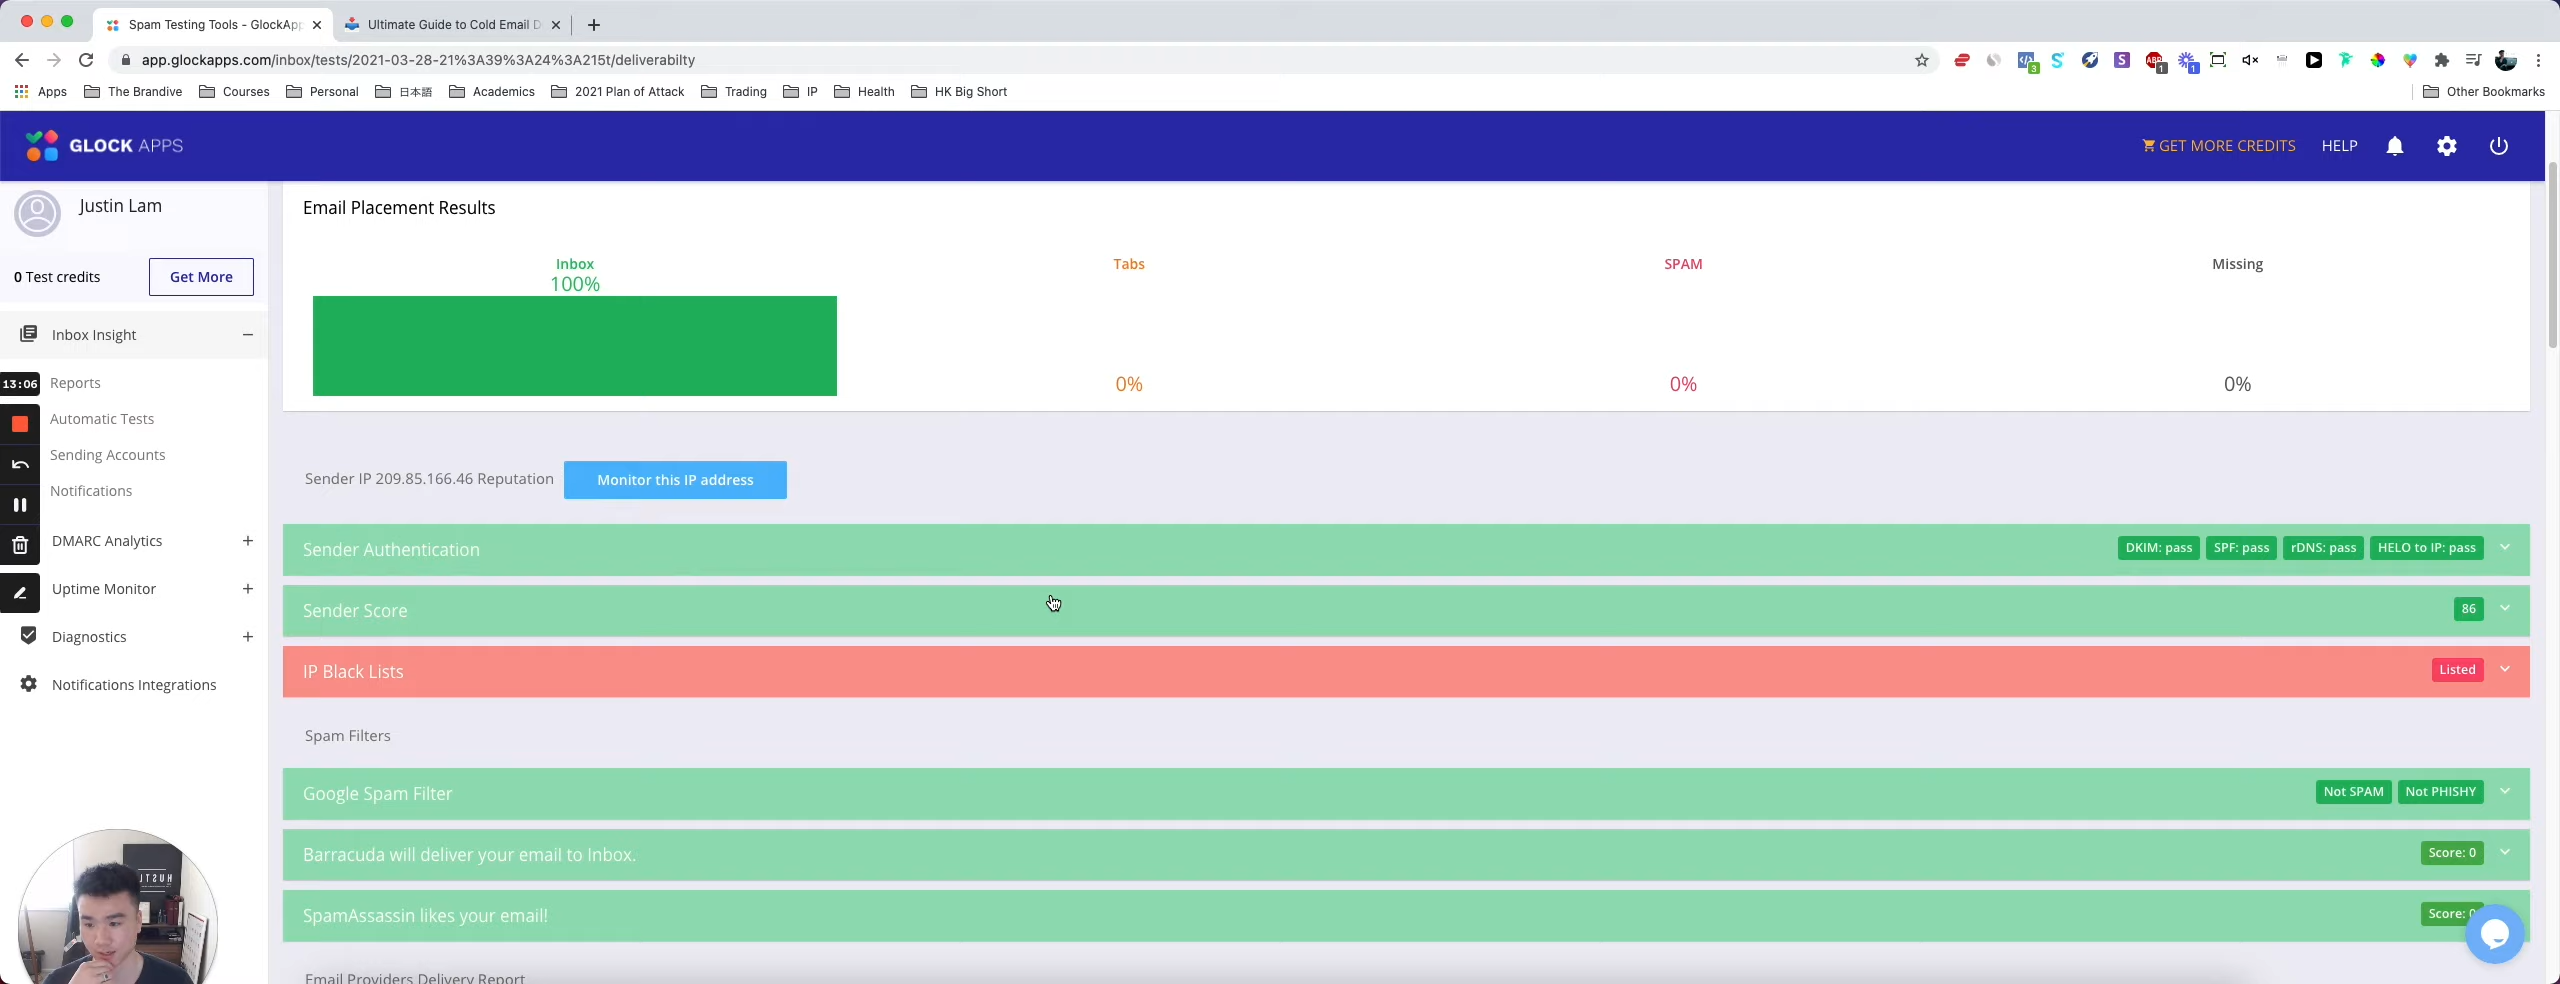 Spam Testing Tools - GlockApp
Ultimate Guide to Cold Email D
app.glockapps.com/inbox/tests/2021-03-28-21%3A39%3A24%3A215t/deliverabilty
3
S
ABP
1
1
Apps
The Brandive
Courses
Personal
日本語
Academics
2021 Plan of Attack
Trading
IP
Health
HK Big Short
Other Bookmarks
GLOCK APPS
GET MORE CREDITS
HELP
Justin Lam
0 Test credits
Get More
Inbox Insight
13:06
Reports
Automatic Tests
Sending Accounts
Notifications
DMARC Analytics
Uptime Monitor
Diagnostics
Notifications Integrations
Email Placement Results
Inbox
100%
Tabs
0%
SPAM
0%
Missing
0%
Sender IP 209.85.166.46 Reputation
Monitor this IP address
Sender Authentication
DKIM: pass
SPF: pass
rDNS: pass
HELO to IP: pass
Sender Score
86
IP Black Lists
Listed
Spam Filters
Google Spam Filter
Not SPAM
Not PHISHY
Barracuda will deliver your email to Inbox.
Score: 0
SpamAssassin likes your email!
Score: 0
Email Providers Delivery Report